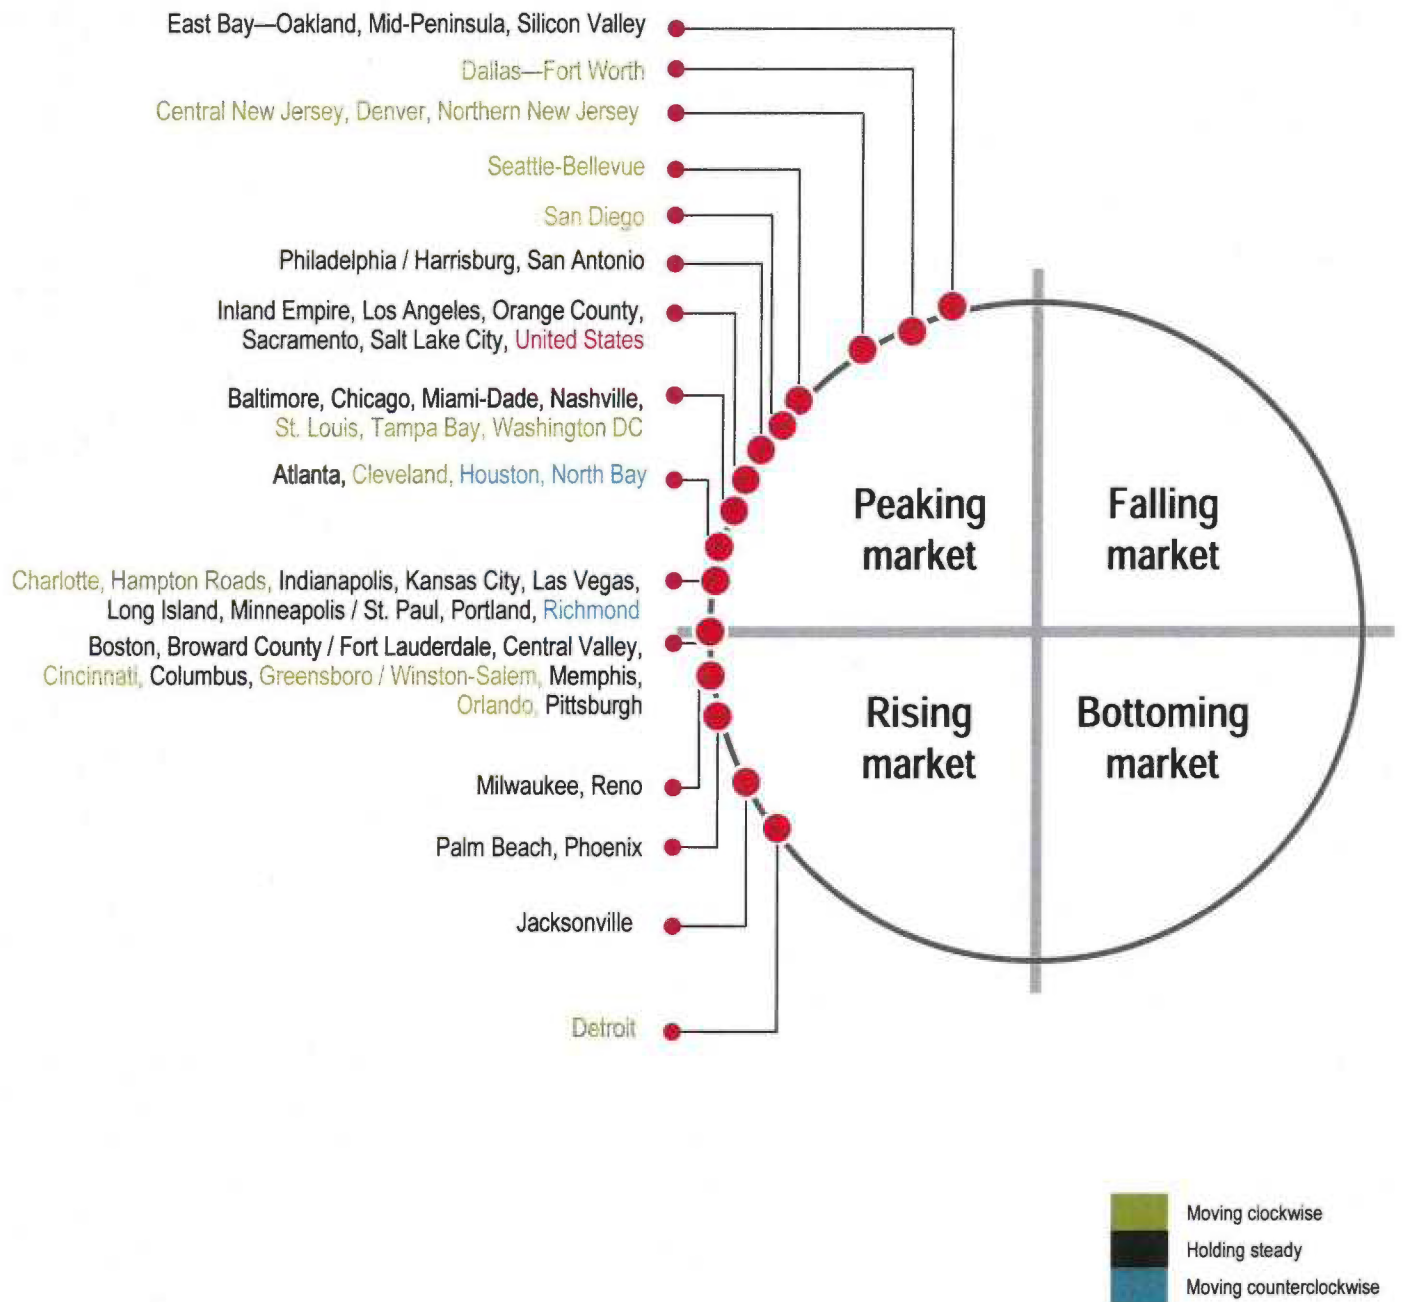 East Bay—Oakland, Mid-Peninsula, Silicon Valley
Dallas—Fort Worth
Central New Jersey, Denver, Northern New Jersey
Seattle-Bellevue
San Diego
Philadelphia / Harrisburg, San Antonio
Inland Empire, Los Angeles, Orange County,
Sacramento, Salt Lake City, United States
Baltimore, Chicago, Miami-Dade, Nashville,
St. Louis, Tampa Bay, Washington DC
Atlanta, Cleveland, Houston, North Bay
Charlotte, Hampton Roads, Indianapolis, Kansas City, Las Vegas,
Long Island, Minneapolis / St. Paul, Portland, Richmond
Boston, Broward County / Fort Lauderdale, Central Valley,
Cincinnati, Columbus, Greensboro / Winston-Salem, Memphis,
Orlando, Pittsburgh
Milwaukee, Reno
Palm Beach, Phoenix
Jacksonville
Detroit
Peaking
market
Falling
market
Rising
market
Bottoming
market
Moving clockwise
Holding steady
Moving counterclockwise